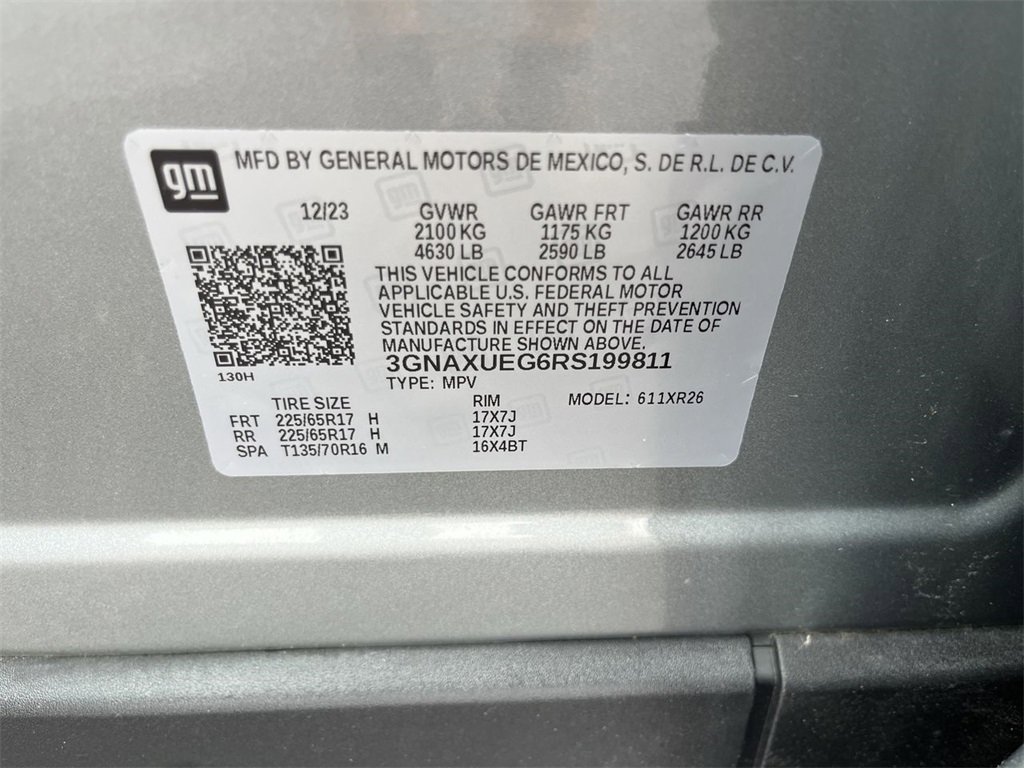 gm
MFD BY GENERAL MOTORS DE MEXICO, S. DE R.L. DE C.V.
12/23 GVWR GAWR FRT GAWR RR
2100 KG 1175 KG 1200 KG
4630 LB 2590 LB 2645 LB
THIS VEHICLE CONFORMS TO ALL
APPLICABLE U.S. FEDERAL MOTOR
VEHICLE SAFETY AND THEFT PREVENTION
STANDARDS IN EFFECT ON THE DATE OF
MANUFACTURE SHOWN ABOVE.
3GNAXUEG6RS199811
130H
TYPE: MPV
TIRE SIZE RIM MODEL: 611XR26
FRT 225/65R17 H 17X7J
RR 225/65R17 H 17X7J
SPA T135/70R16 M 16X4BT